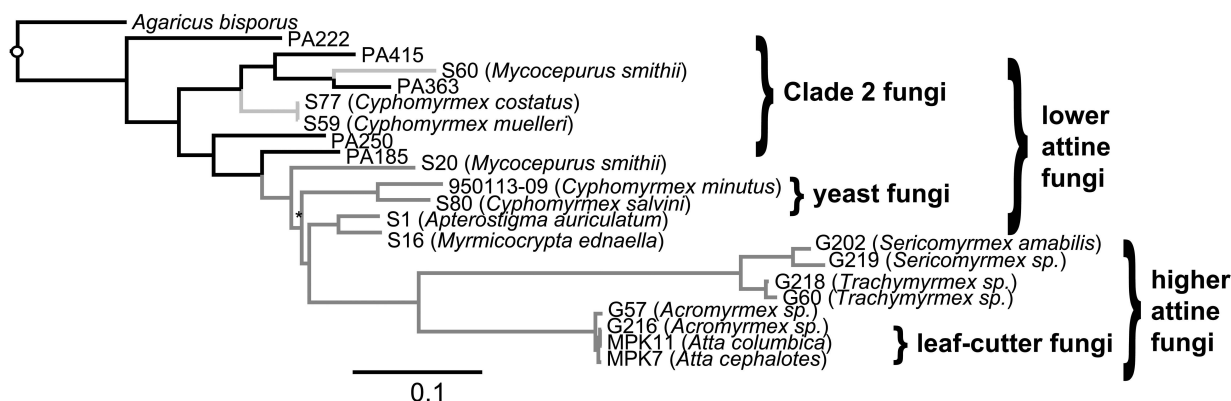 Agaricus bisporus
PA222
PA415
S60 (Mycocepurus smithii)
PA363
S77 (Cyphomyrmex costatus)
S59 (Cyphomyrmex muelleri)
PA250
PA185
S20 (Mycocepurus smithii)
950113-09 (Cyphomyrmex minutus)
S80 (Cyphomyrmex salvini)
*
S1 (Apterostigma auriculatum)
S16 (Myrmicocrypta ednaella)
G202 (Sericomyrmex amabilis)
G219 (Sericomyrmex sp.)
G218 (Trachymyrmex sp.)
G60 (Trachymyrmex sp.)
G57 (Acromyrmex sp.)
G216 (Acromyrmex sp.)
MPK11 (Atta columbica)
MPK7 (Atta cephalotes)
Clade 2 fungi
yeast fungi
leaf-cutter fungi
lower
attine
fungi
higher
attine
fungi
0.1